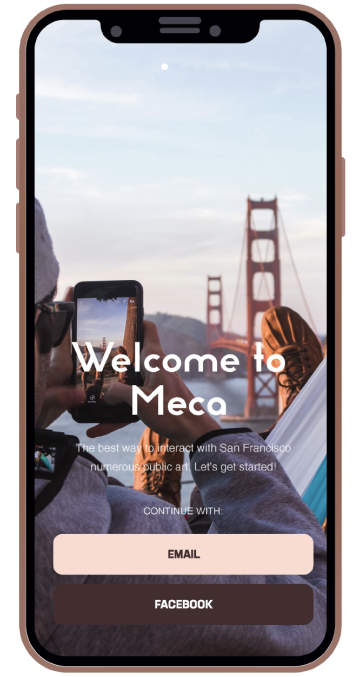 Welcome to
Meca
The best way to interact with San Francisco
numerous public art. Let's get started!
CONTINUE WITH:
EMAIL
FACEBOOK